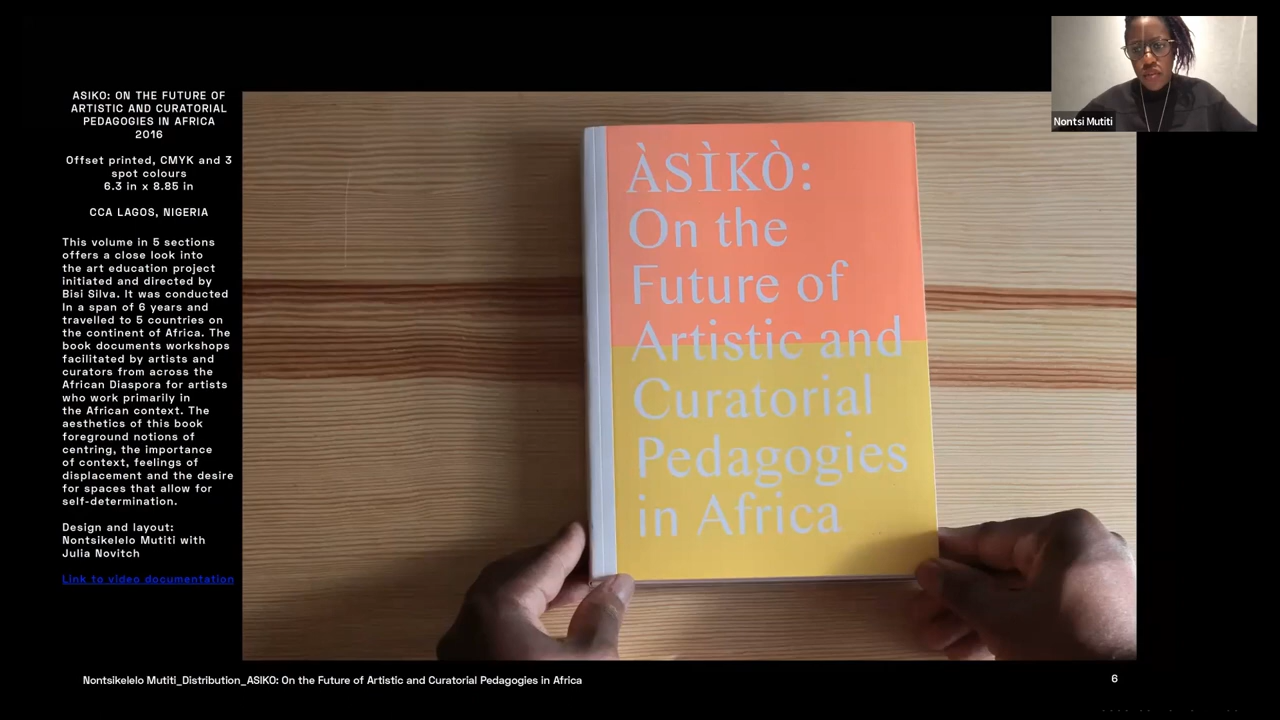 ASIKO: ON THE FUTURE OF
ARTISTIC AND CURATORIAL
PEDAGOGIES IN AFRICA
2016
Offset printed, CMYK and 3
spot colours
6.3 in x 8.85 in
CCA LAGOS, NIGERIA
This volume in 5 sections
offers a close look into
the art education project
initiated and directed by
Bisi Silva. It was conducted
In a span of 6 years and
travelled to 5 countries on
the continent of Africa. The
book documents workshops
facilitated by artists and
curators from across the
African Diaspora for artists
who work primarily in
the African context. The
aesthetics of this book
foreground notions of
centring, the importance
of context, feelings of
displacement and the desire
for spaces that allow for
self-determination.
Design and layout:
Nontsikelelo Mutiti with
Julia Novitch
Link to video documentation
ÀSÌKÒ:
On the
Future of
Artistic and
Curatorial
Pedagogies
in Africa
Nontsi Mutiti
Nontsikelelo Mutiti_Distribution_ASIKO: On the Future of Artistic and Curatorial Pedagogies in Africa
6